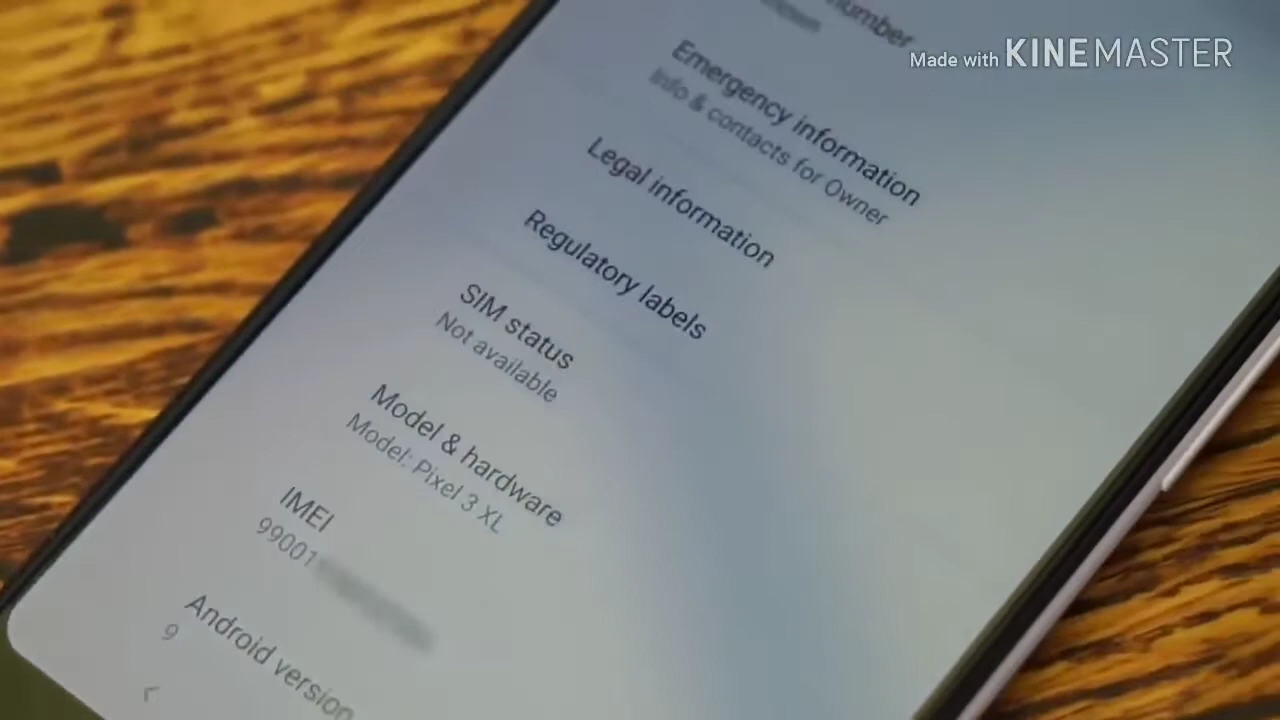 number
Made with KINEMASTER
Emergency information
Info & contacts for Owner
Legal information
Regulatory labels
SIM status
Not available
Model & hardware
Model: Pixel 3 XL
IMEI
99001
Android version
9